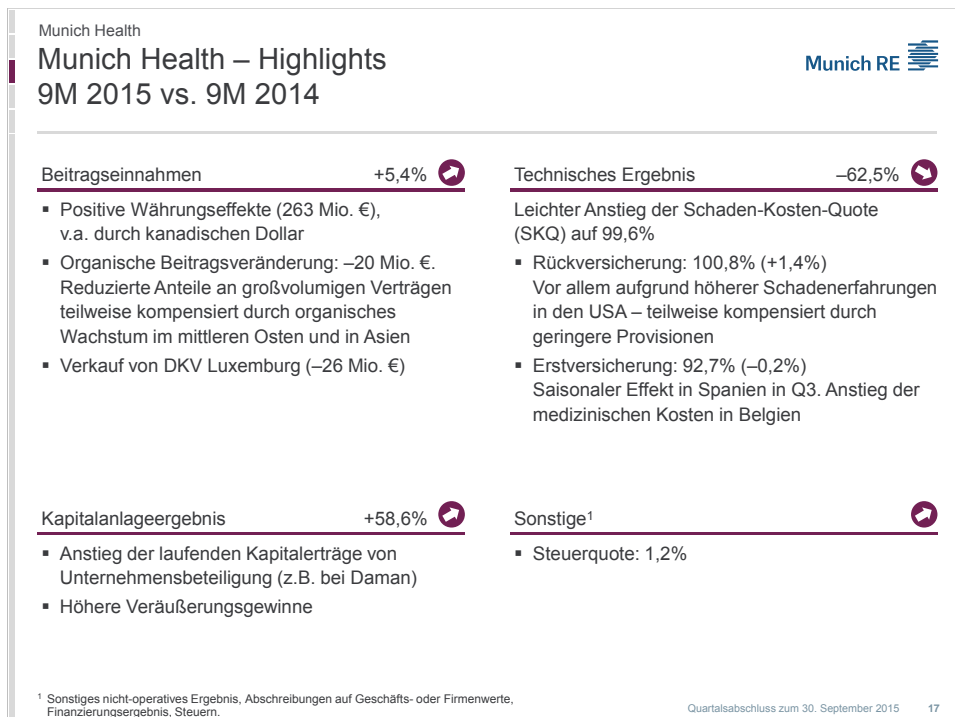 Munich Health
Munich Health – Highlights
9M 2015 vs. 9M 2014
Munich RE
Beitragseinnahmen +5,4%
▪ Positive Währungseffekte (263 Mio. €),
v.a. durch kanadischen Dollar
▪ Organische Beitragsveränderung: –20 Mio. €.
Reduzierte Anteile an großvolumigen Verträgen
teilweise kompensiert durch organisches
Wachstum im mittleren Osten und in Asien
▪ Verkauf von DKV Luxemburg (–26 Mio. €)
Technisches Ergebnis –62,5%
Leichter Anstieg der Schaden-Kosten-Quote
(SKQ) auf 99,6%
▪ Rückversicherung: 100,8% (+1,4%)
Vor allem aufgrund höherer Schadenerfahrungen
in den USA – teilweise kompensiert durch
geringere Provisionen
▪ Erstversicherung: 92,7% (–0,2%)
Saisonaler Effekt in Spanien in Q3. Anstieg der
medizinischen Kosten in Belgien
Kapitalanlageergebnis +58,6%
▪ Anstieg der laufenden Kapitalerträge von
Unternehmensbeteiligung (z.B. bei Daman)
▪ Höhere Veräußerungsgewinne
Sonstige¹
▪ Steuerquote: 1,2%
¹ Sonstiges nicht-operatives Ergebnis, Abschreibungen auf Geschäfts- oder Firmenwerte,
Finanzierungsergebnis, Steuern.
Quartalsabschluss zum 30. September 2015 17